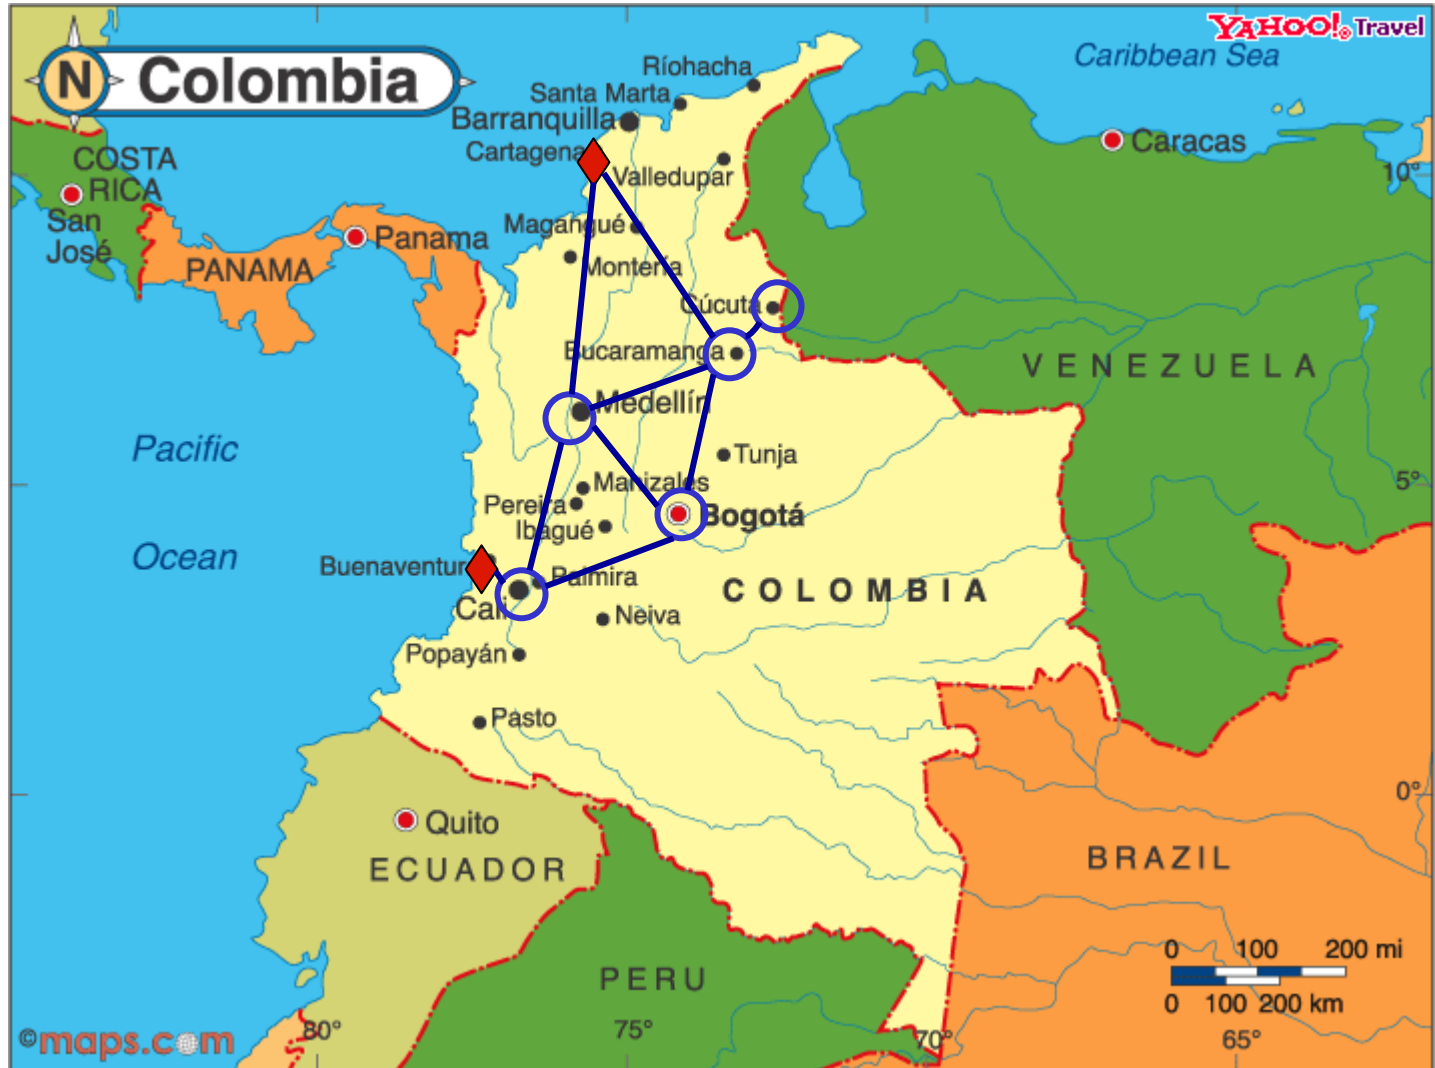 YAHOO! Travel
N Colombia
Caribbean Sea
Ríohacha
Santa Marta
Barranquilla
Cartagena
Caracas
COSTA
RICA
San
José
Valledupar
10°
Magangué
Panama
PANAMA
Montería
Cúcuta
Bucaramanga
VENEZUELA
Medellín
Pacific
Ocean
Tunja
5°
Manizales
Pereira
Ibagué
Bogotá
Buenaventur
Palmira
COLOMBIA
Cali
Neiva
Popayán
Pasto
0°
Quito
ECUADOR
BRAZIL
PERU
0 100 200 mi
0 100 200 km
80°
75°
70°
65°
©maps.com